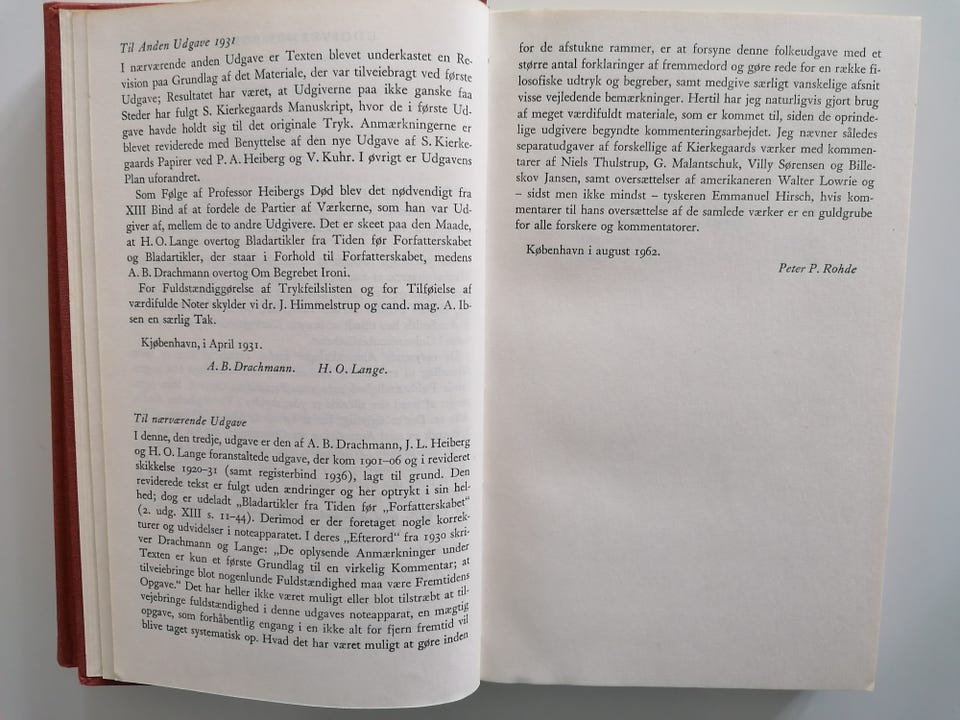 Til Anden Udgave 1931
I nærværende anden Udgave er Texten blevet underkastet en Re-
vision paa Grundlag af det Materiale, der var tilveiebragt ved første
Udgave; Resultatet har været, at Udgiverne paa ikke ganske faa
Steder har fulgt S. Kierkegaards Manuskript, hvor de i første Ud-
gave havde holdt sig til det originale Tryk. Anmærkningerne er
blevet reviderede med Benyttelse af den nye Udgave af S. Kierke-
gaards Papirer ved P. A. Heiberg og V. Kuhr. I øvrigt er Udgavens
Plan uforandret.
Som Følge af Professor Heibergs Død blev det nødvendigt fra
XIII Bind af at fordele de Partier af Værkerne, som han var Ud-
giver af, mellem de to andre Udgivere. Det er skeet paa den Maade,
at H. O. Lange overtog Bladartikler fra Tiden før Forfatterskabet
og Bladartikler, der staar i Forhold til Forfatterskabet, medens
A. B. Drachmann overtog Om Begrebet Ironi.
For Fuldstændiggørelse af Trykfeilslisten og for Tilføielse af
værdifulde Noter skylder vi dr. J. Himmelstrup og cand. mag. A. Ib-
sen en særlig Tak.
Kjøbenhavn, i April 1931.
A. B. Drachmann. H. O. Lange.
Til nærværende Udgave
I denne, den tredje, udgave er den af A. B. Drachmann, J. L. Heiberg
og H. O. Lange foranstaltede udgave, der kom 1901–06 og i revideret
skikkelse 1920–31 (samt registerbind 1936), lagt til grund. Den
reviderede tekst er fulgt uden ændringer og her optrykt i sin hel-
hed; dog er udeladt „Bladartikler fra Tiden før „Forfatterskabet“
(2. udg. XIII s. 11–44). Derimod er der foretaget nogle korrek-
turer og udvidelser i noteapparatet. I deres „Efterord“ fra 1930 skri-
ver Drachmann og Lange: „De oplysende Anmærkninger under
Texten er kun et første Grundlag til en virkelig Kommentar; at
tilveiebringe blot nogenlunde Fuldstændighed maa være Fremtidens
Opgave.“ Det har heller ikke været muligt eller blot tilstræbt at til-
vejebringe fuldstændighed i denne udgaves noteapparat, en mægtig
opgave, som forhåbentlig engang i en ikke alt for fjern fremtid vil
blive taget systematisk op. Hvad det har været muligt at gøre inden
for de afstukne rammer, er at forsyne denne folkeudgave med et
større antal forklaringer af fremmedord og gøre rede for en række fi-
losofiske udtryk og begreber, samt medgive særligt vanskelige afsnit
visse vejledende bemærkninger. Hertil har jeg naturligvis gjort brug
af meget værdifuldt materiale, som er kommet til, siden de oprinde-
lige udgivere begyndte kommenteringsarbejdet. Jeg nævner således
separatudgaver af forskellige af Kierkegaards værker med kommen-
tarer af Niels Thulstrup, G. Malantschuk, Villy Sørensen og Bille-
skov Jansen, samt oversættelser af amerikaneren Walter Lowrie og
– sidst men ikke mindst – tyskeren Emmanuel Hirsch, hvis kom-
mentarer til hans oversættelse af de samlede værker er en guldgrube
for alle forskere og kommentatorer.
København i august 1962.
Peter P. Rohde